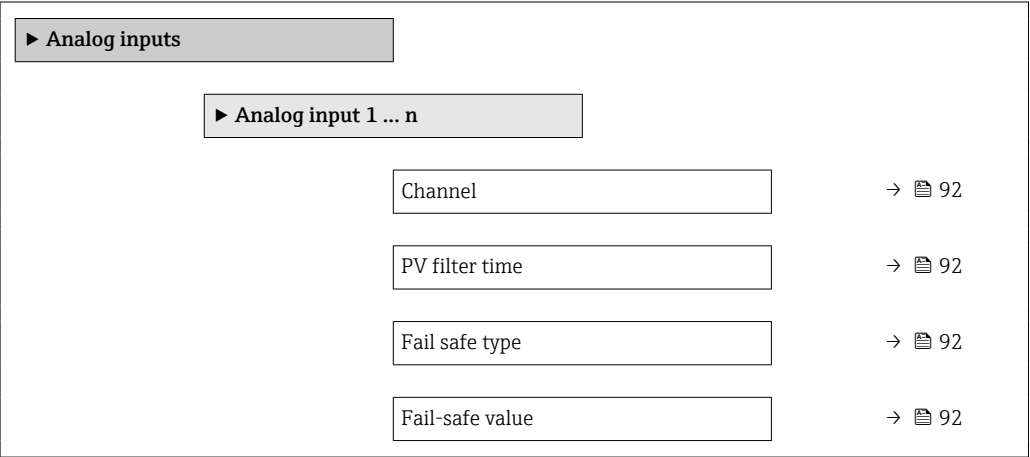 ▶ Analog inputs
▶ Analog input 1 ... n
Channel → 92
PV filter time → 92
Fail safe type → 92
Fail-safe value → 92